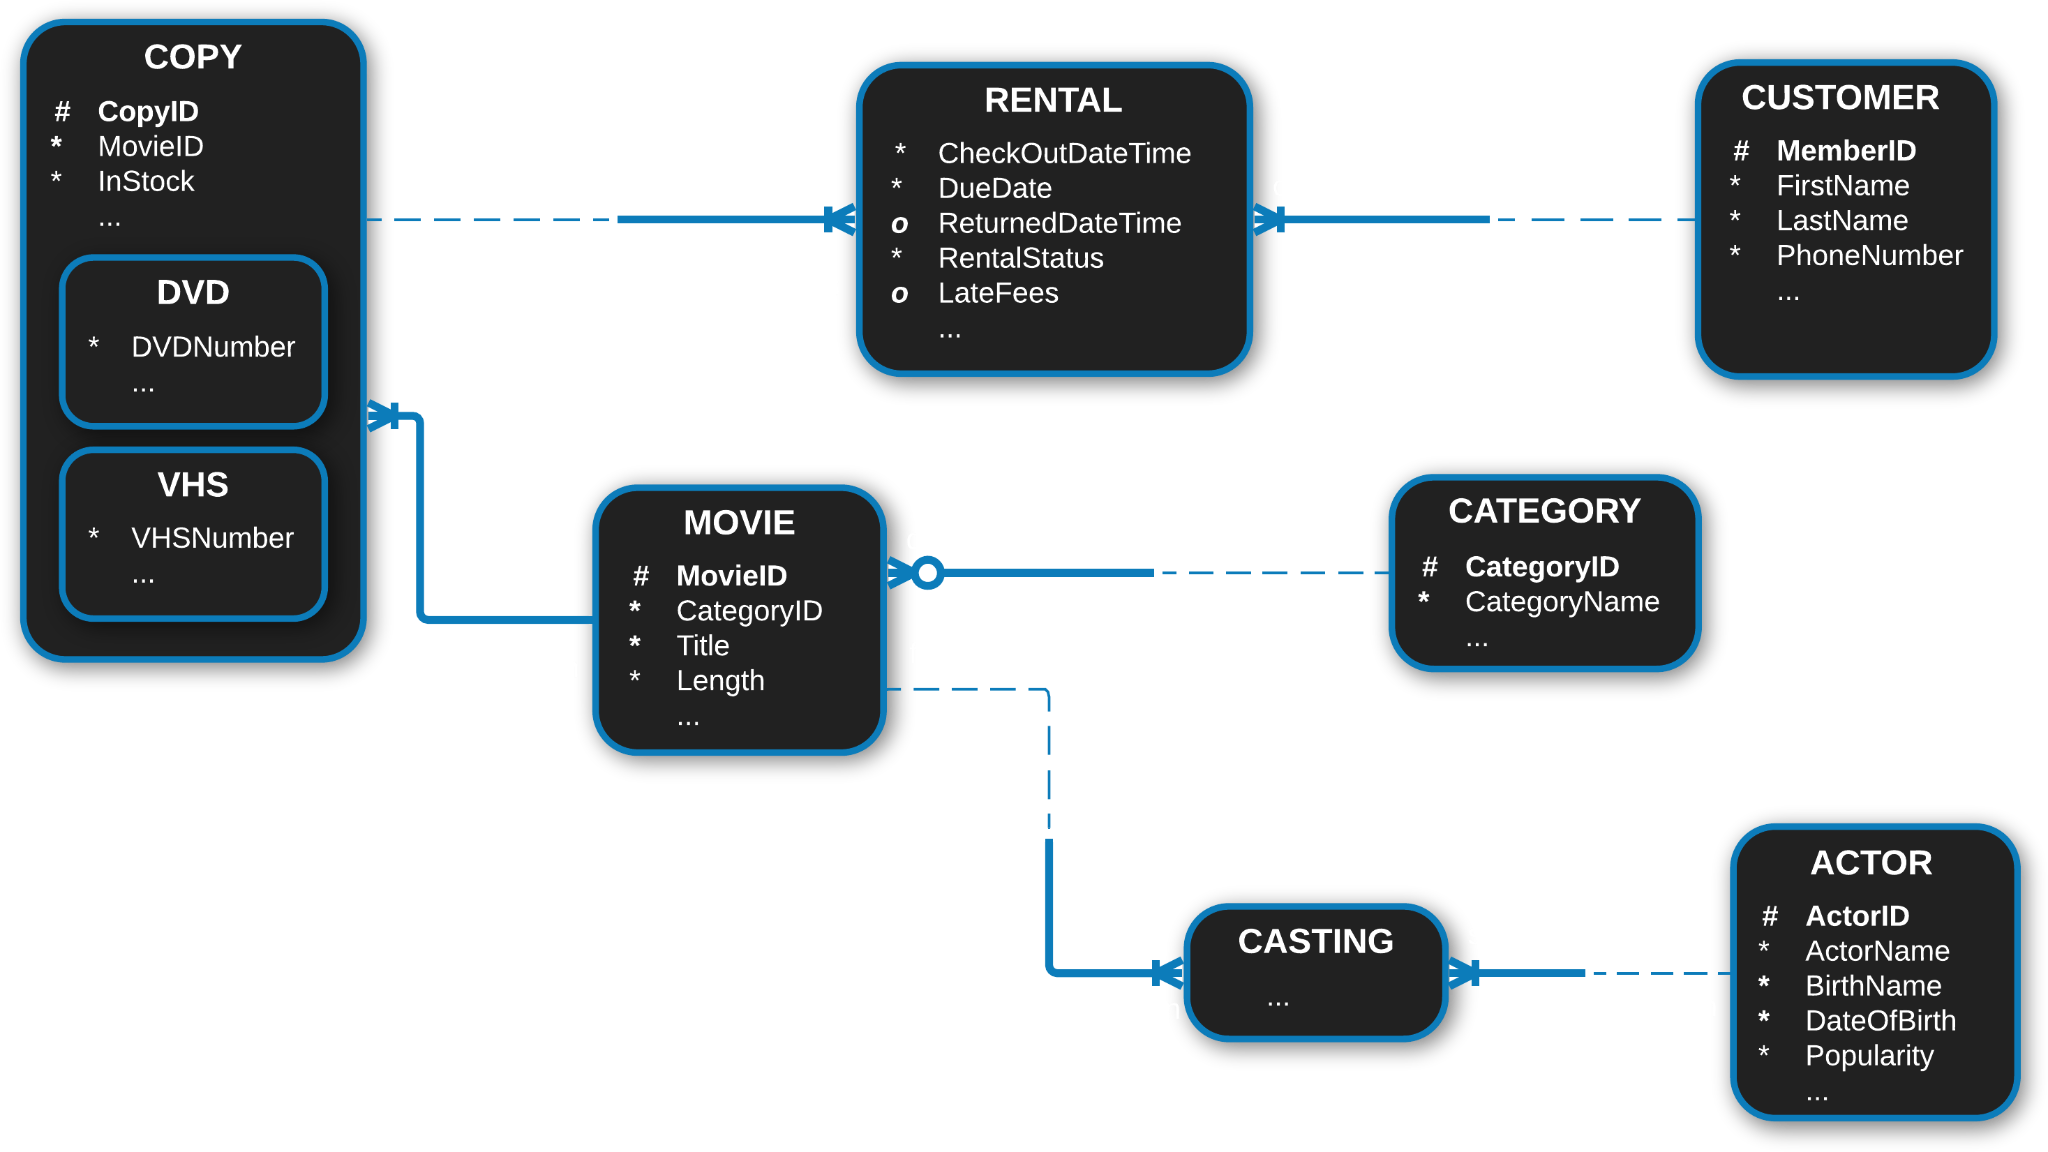 COPY
# CopyID
* MovieID
* InStock
...
DVD
* DVDNumber
...
VHS
* VHSNumber
...
RENTAL
* CheckOutDateTime
* DueDate
o ReturnedDateTime
* RentalStatus
o LateFees
...
CUSTOMER
# MemberID
* FirstName
* LastName
* PhoneNumber
...
MOVIE
# MovieID
* CategoryID
* Title
* Length
...
CATEGORY
# CategoryID
* CategoryName
...
CASTING
...
ACTOR
# ActorID
* ActorName
* BirthName
* DateOfBirth
* Popularity
...